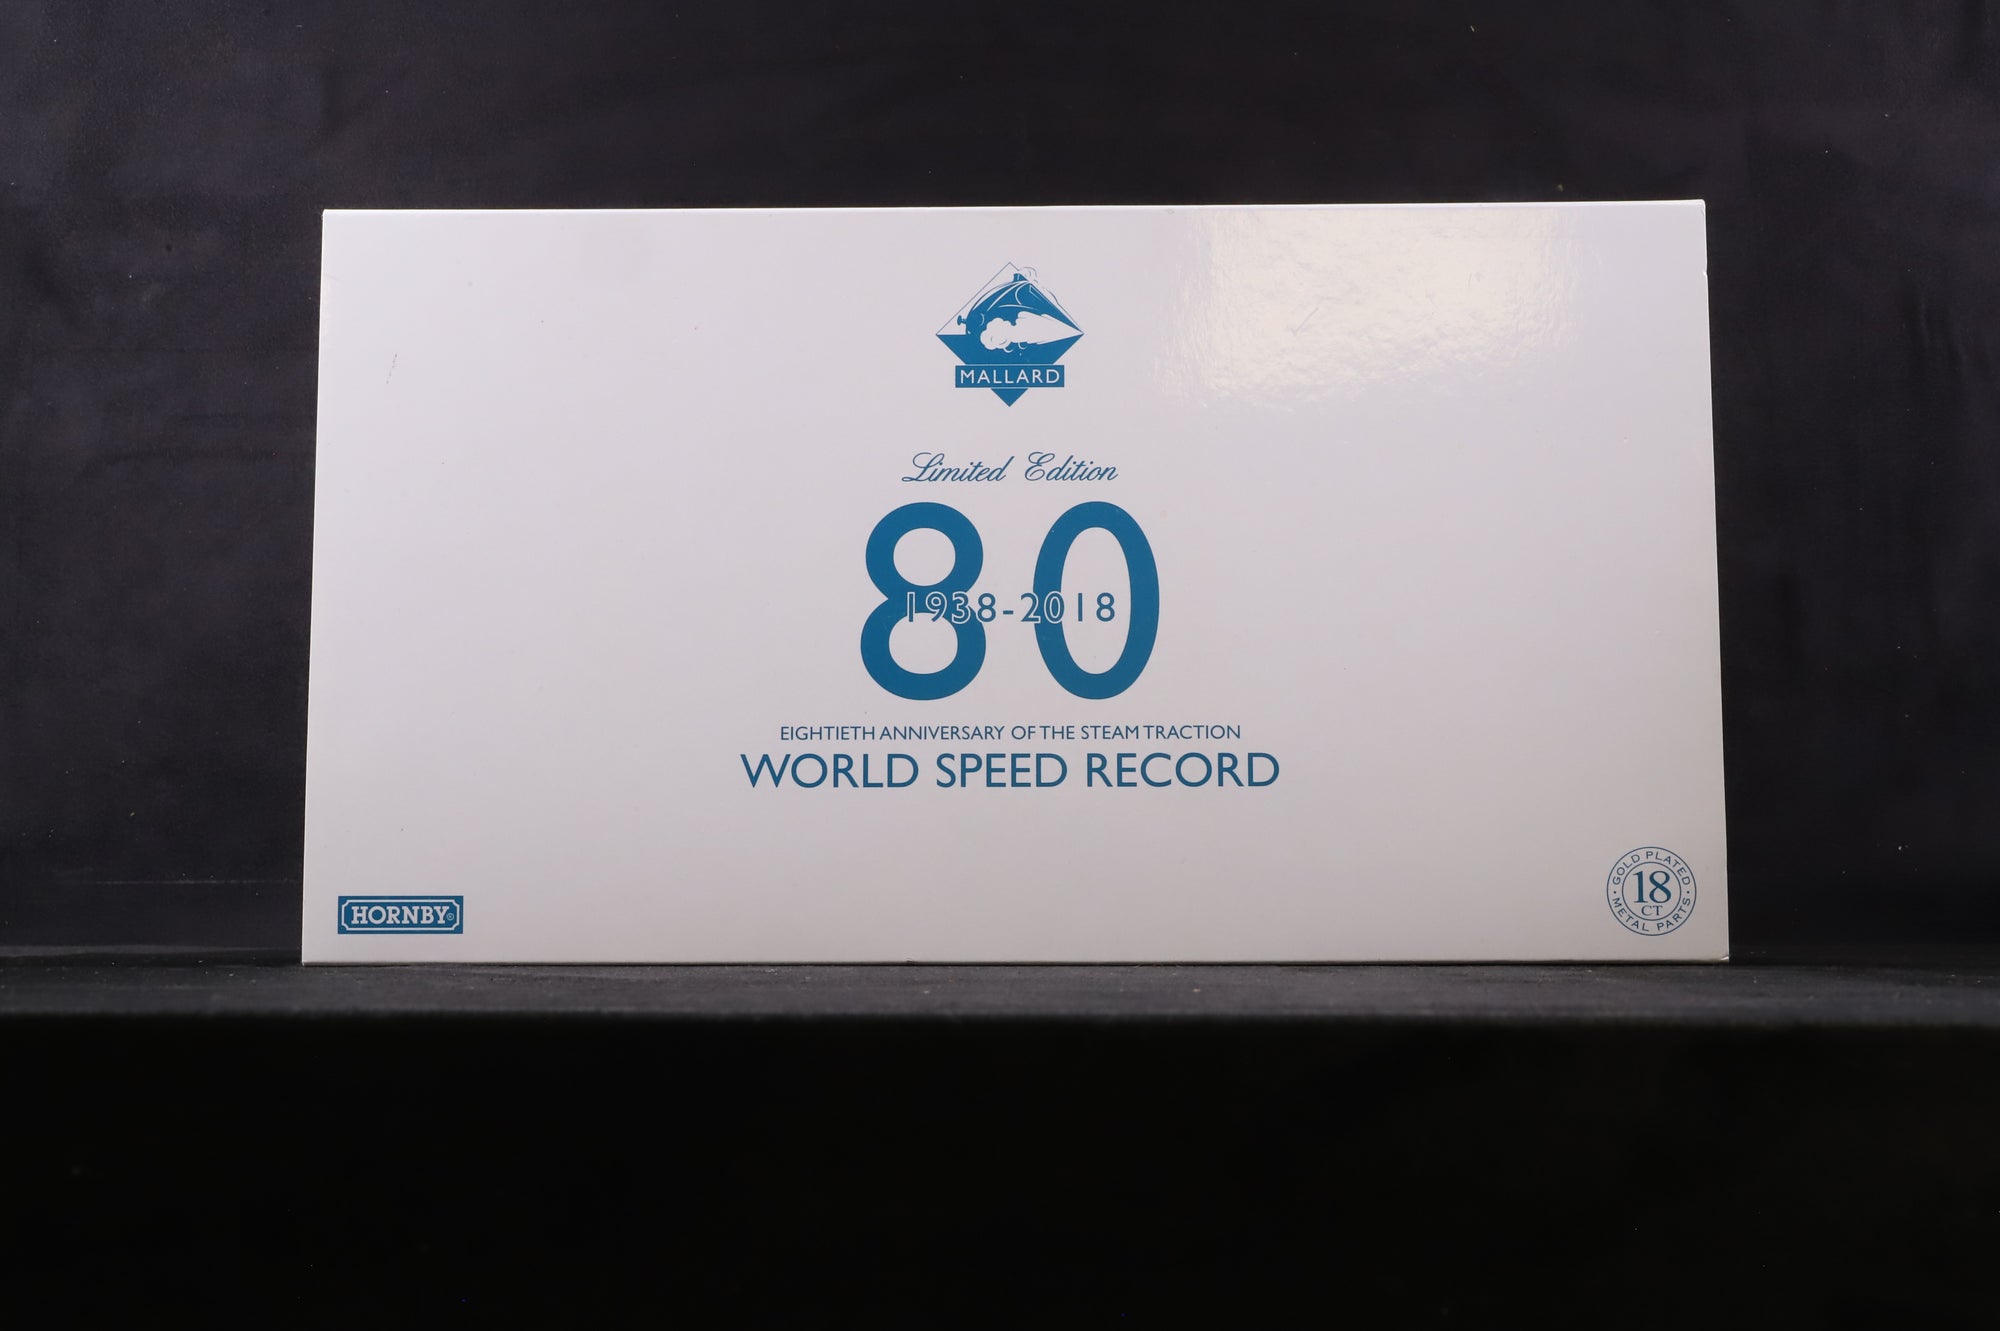 MALLARD
Limited Edition
80
1938-2018
EIGHTIETH ANNIVERSARY OF THE STEAM TRACTION
WORLD SPEED RECORD
HORNBY®
GOLD PLATED
18
CT
METAL PARTS